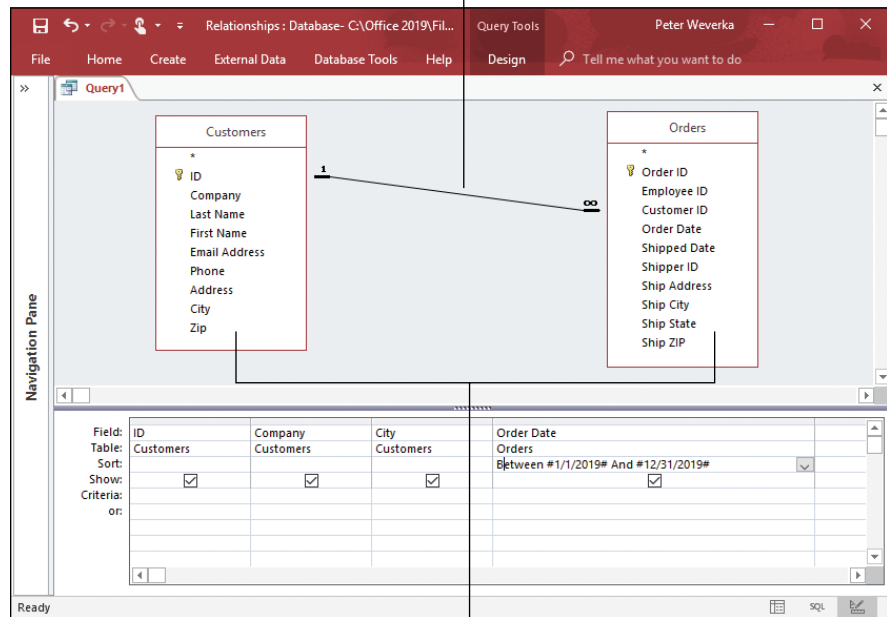 Relationships : Database- C:\Office 2019\Fil... Query Tools Peter Weverka
File Home Create External Data Database Tools Help Design Tell me what you want to do
» Query1
Navigation Pane
Customers
*
ID
Company
Last Name
First Name
Email Address
Phone
Address
City
Zip
1
∞
Orders
*
Order ID
Employee ID
Customer ID
Order Date
Shipped Date
Shipper ID
Ship Address
Ship City
Ship State
Ship ZIP
Field: ID Company City Order Date
Table: Customers Customers Customers Orders
Sort: Between #1/1/2019# And #12/31/2019#
Show:
Criteria:
or:
Ready SQL